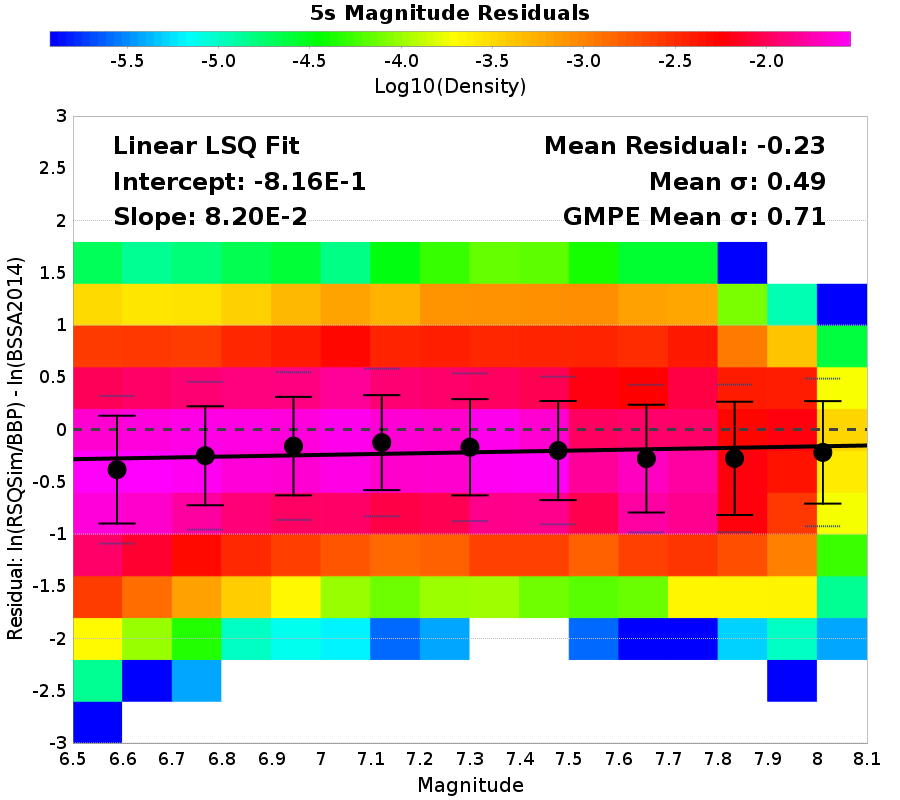 5s Magnitude Residuals
-5.5 -5.0 -4.5 -4.0 -3.5 -3.0 -2.5 -2.0
Log10(Density)
Linear LSQ Fit
Intercept: -8.16E-1
Slope: 8.20E-2
Mean Residual: -0.23
Mean σ: 0.49
GMPE Mean σ: 0.71
Residual: ln(RSQSim/BBP) - ln(BSSA2014)
3
2.5
2
1.5
1
0.5
0
-0.5
-1
-1.5
-2
-2.5
-3
6.5 6.6 6.7 6.8 6.9 7 7.1 7.2 7.3 7.4 7.5 7.6 7.7 7.8 7.9 8 8.1
Magnitude